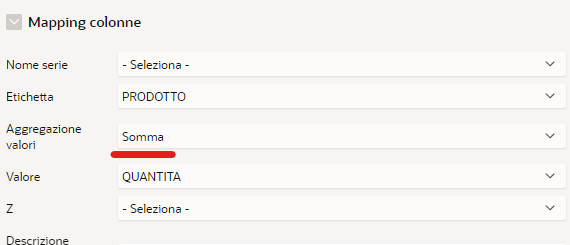 Mapping colonne
Nome serie - Seleziona -
Etichetta PRODOTTO
Aggregazione valori Somma
Valore QUANTITA
Z - Seleziona -
Descrizione